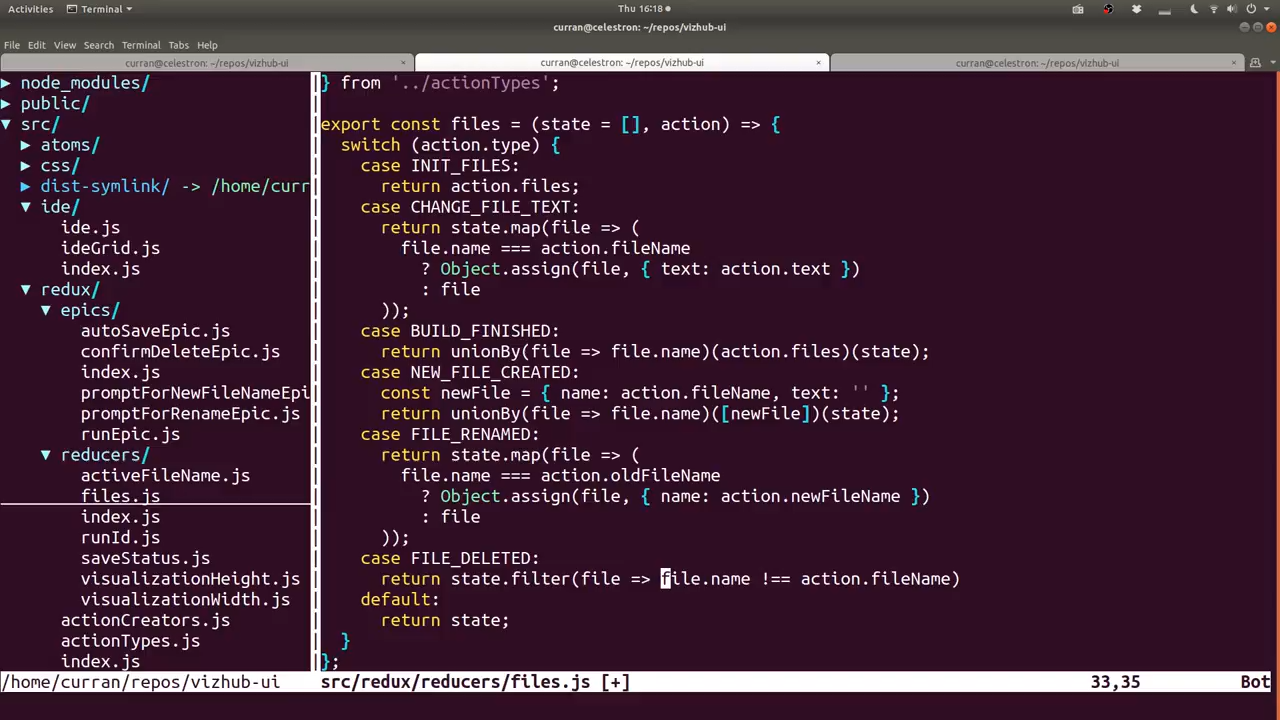 Activities Terminal Thu 16:18
curran@celestron: ~/repos/vizhub-ui
File Edit View Search Terminal Tabs Help
curran@celestron: ~/repos/vizhub-ui × curran@celestron: ~/repos/vizhub-ui × curran@celestron: ~/repos/vizhub-ui ×
▶ node_modules/
▶ public/
▼ src/
▶ atoms/
▶ css/
▶ dist-symlink/ -> /home/curr
▼ ide/
ide.js
ideGrid.js
index.js
▼ redux/
▼ epics/
autoSaveEpic.js
confirmDeleteEpic.js
index.js
promptForNewFileNameEpi
promptForRenameEpic.js
runEpic.js
▼ reducers/
activeFileName.js
files.js
index.js
runId.js
saveStatus.js
visualizationHeight.js
visualizationWidth.js
actionCreators.js
actionTypes.js
index.js
/home/curran/repos/vizhub-ui
} from '../actionTypes';
export const files = (state = [], action) => {
switch (action.type) {
case INIT_FILES:
return action.files;
case CHANGE_FILE_TEXT:
return state.map(file => (
file.name === action.fileName
? Object.assign(file, { text: action.text })
: file
));
case BUILD_FINISHED:
return unionBy(file => file.name)(action.files)(state);
case NEW_FILE_CREATED:
const newFile = { name: action.fileName, text: '' };
return unionBy(file => file.name)([newFile])(state);
case FILE_RENAMED:
return state.map(file => (
file.name === action.oldFileName
? Object.assign(file, { name: action.newFileName })
: file
));
case FILE_DELETED:
return state.filter(file => file.name !== action.fileName)
default:
return state;
}
};
src/redux/reducers/files.js [+] 33,35 Bot